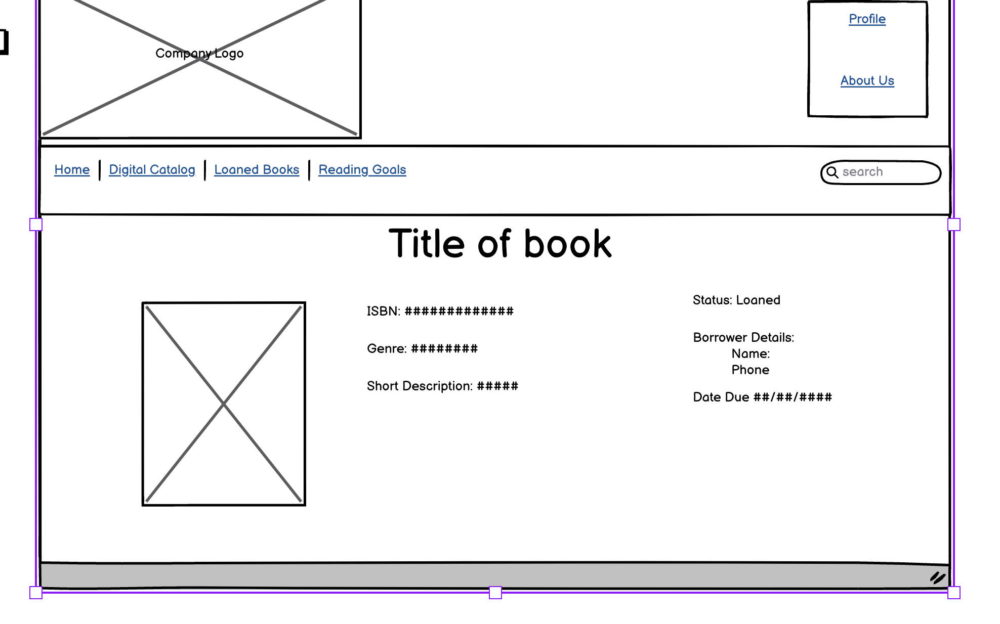 Profile
Company Logo
About Us
Home
Digital Catalog
Loaned Books
Reading Goals
search
Title of book
ISBN: #############
Genre: ########
Short Description: #####
Status: Loaned
Borrower Details:
Name:
Phone
Date Due ##/##/####